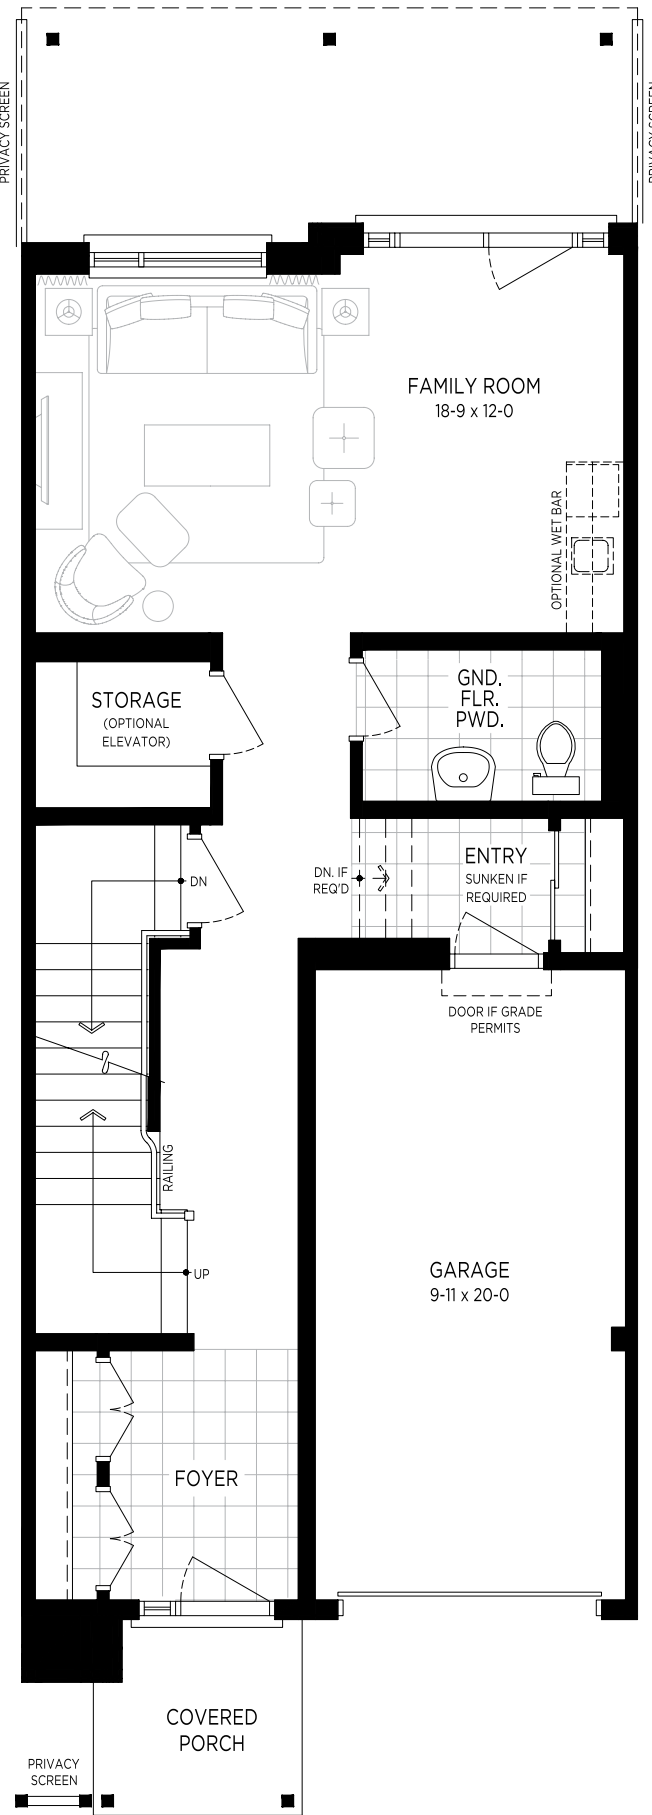 PRIVACY SCREEN
PRIVACY SCREEN
FAMILY ROOM
18-9 x 12-0
OPTIONAL WET BAR
STORAGE
(OPTIONAL
ELEVATOR)
GND.
FLR.
PWD.
DN
DN. IF
REQ'D
ENTRY
SUNKEN IF
REQUIRED
DOOR IF GRADE
PERMITS
RAILING
UP
GARAGE
9-11 x 20-0
FOYER
COVERED
PORCH
PRIVACY
SCREEN